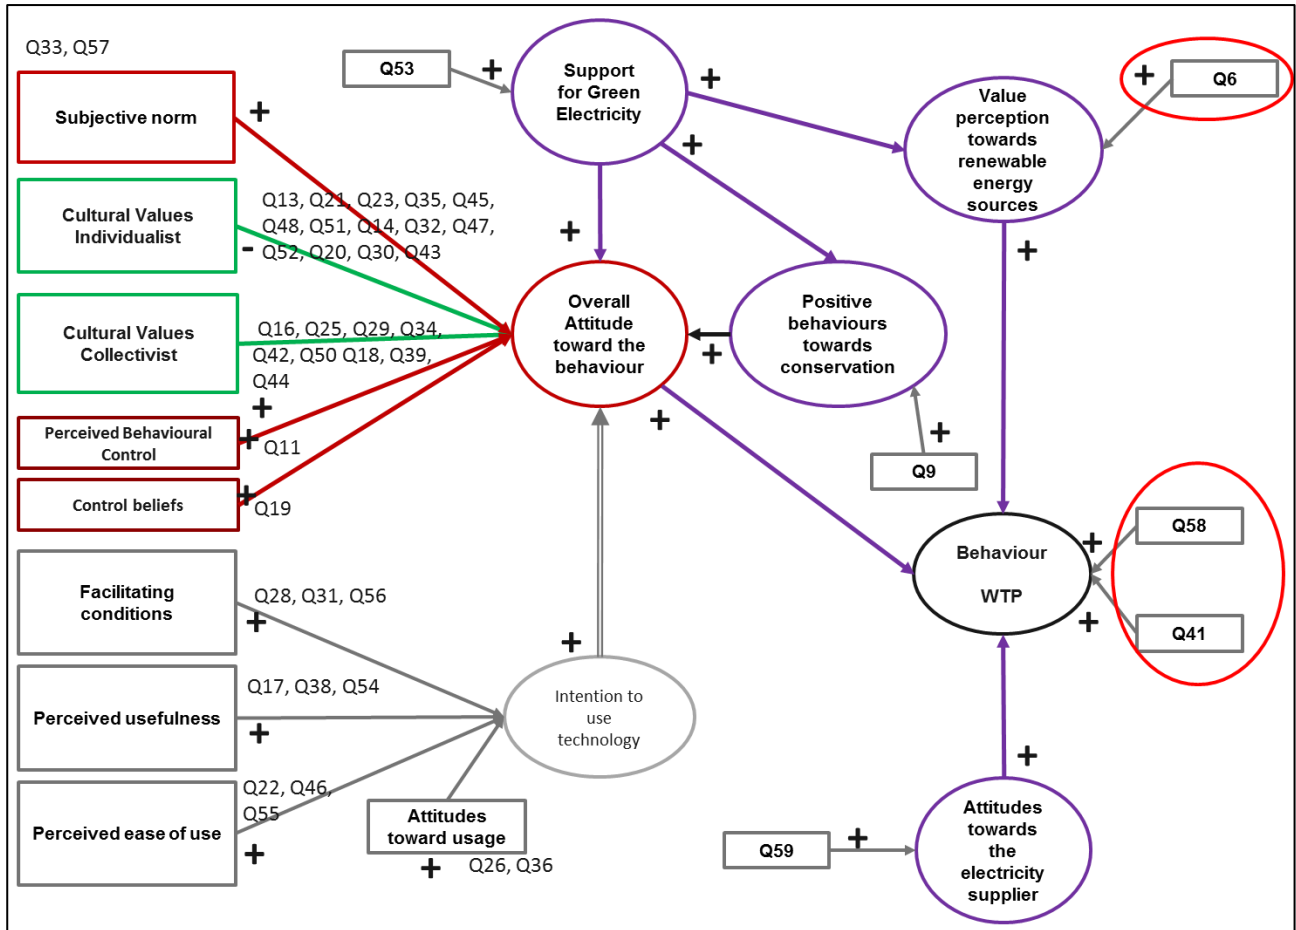 Q33, Q57
Subjective norm
+
Cultural Values
Individualist
-
Q13, Q21, Q23, Q35, Q45,
Q48, Q51, Q14, Q32, Q47,
Q52, Q20, Q30, Q43
Cultural Values
Collectivist
Q16, Q25, Q29, Q34,
Q42, Q50 Q18, Q39,
Q44
+
Perceived Behavioural
Control
+
Q11
Control beliefs
+
Q19
Facilitating
conditions
Q28, Q31, Q56
+
Perceived usefulness
Q17, Q38, Q54
+
Perceived ease of use
Q22, Q46,
Q55
+
Attitudes
toward usage
+
Q26, Q36
Q53
+
Support
for Green
Electricity
+
+
+
Overall
Attitude
toward the
behaviour
+
+
Positive
behaviours
towards
conservation
+
Q9
Intention to
use
technology
+
Value
perception
towards
renewable
energy
sources
+
Q6
+
Behaviour
WTP
+
Q58
+
Q41
+
Attitudes
towards
the
electricity
supplier
Q59
+